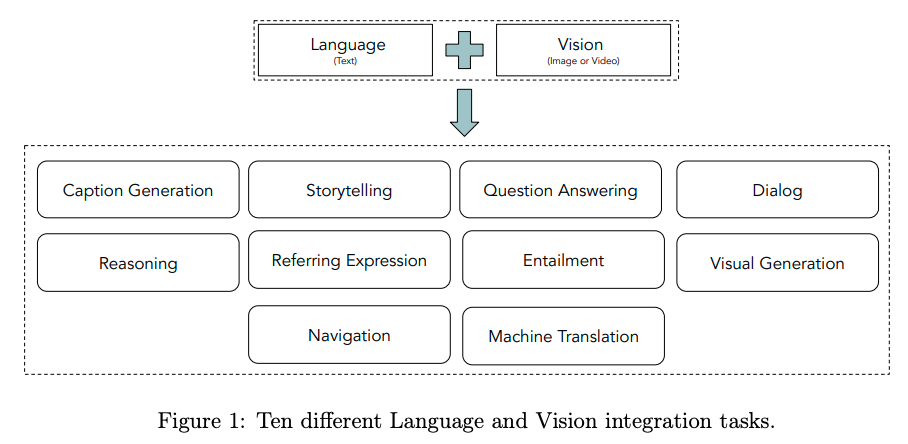 Language
(Text)
Vision
(Image or Video)
Caption Generation
Storytelling
Question Answering
Dialog
Reasoning
Referring Expression
Entailment
Visual Generation
Navigation
Machine Translation
Figure 1: Ten different Language and Vision integration tasks.